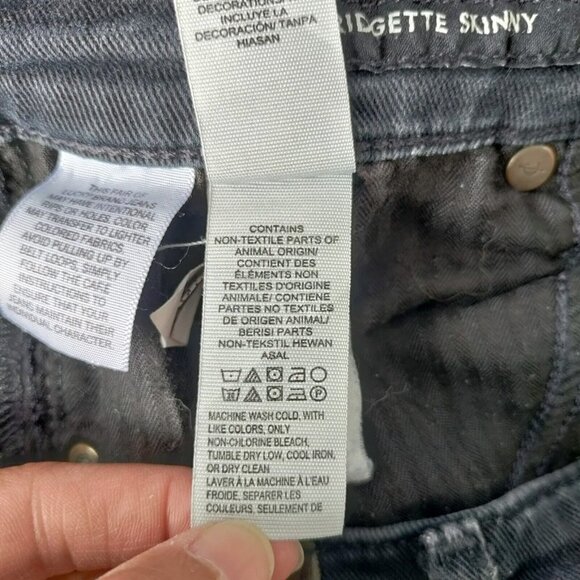 DECORATIONS/
INCLUYE LA
DECORACIÓN/TANPA
HIASAN
RIDGETTE SKINNY
THIS PAIR OF
LUCKY BRAND JEANS
MAY HAVE INTENTIONAL
RIPS OR HOLES. COLOR
MAY TRANSFER TO LIGHTER
COLORED FABRICS.
AVOID PULLING UP BY
BELT LOOPS. SIMPLY
FOLLOW THE CARE
INSTRUCTIONS TO
ENSURE THAT YOUR
JEANS MAINTAIN THEIR
INDIVIDUAL CHARACTER.
CONTAINS
NON-TEXTILE PARTS OF
ANIMAL ORIGIN/
CONTIENT DES
ÉLÉMENTS NON
TEXTILES D'ORIGINE
ANIMALE/ CONTIENE
PARTES NO TEXTILES
DE ORIGEN ANIMAL/
BERISI PARTS
NON-TEKSTIL HEWAN
ASAL
MACHINE WASH COLD, WITH
LIKE COLORS, ONLY
NON-CHLORINE BLEACH,
TUMBLE DRY LOW, COOL IRON,
OR DRY CLEAN
LAVER À LA MACHINE À L'EAU
FROIDE, SEPARER LES
COULEURS, SEULEMENT DE